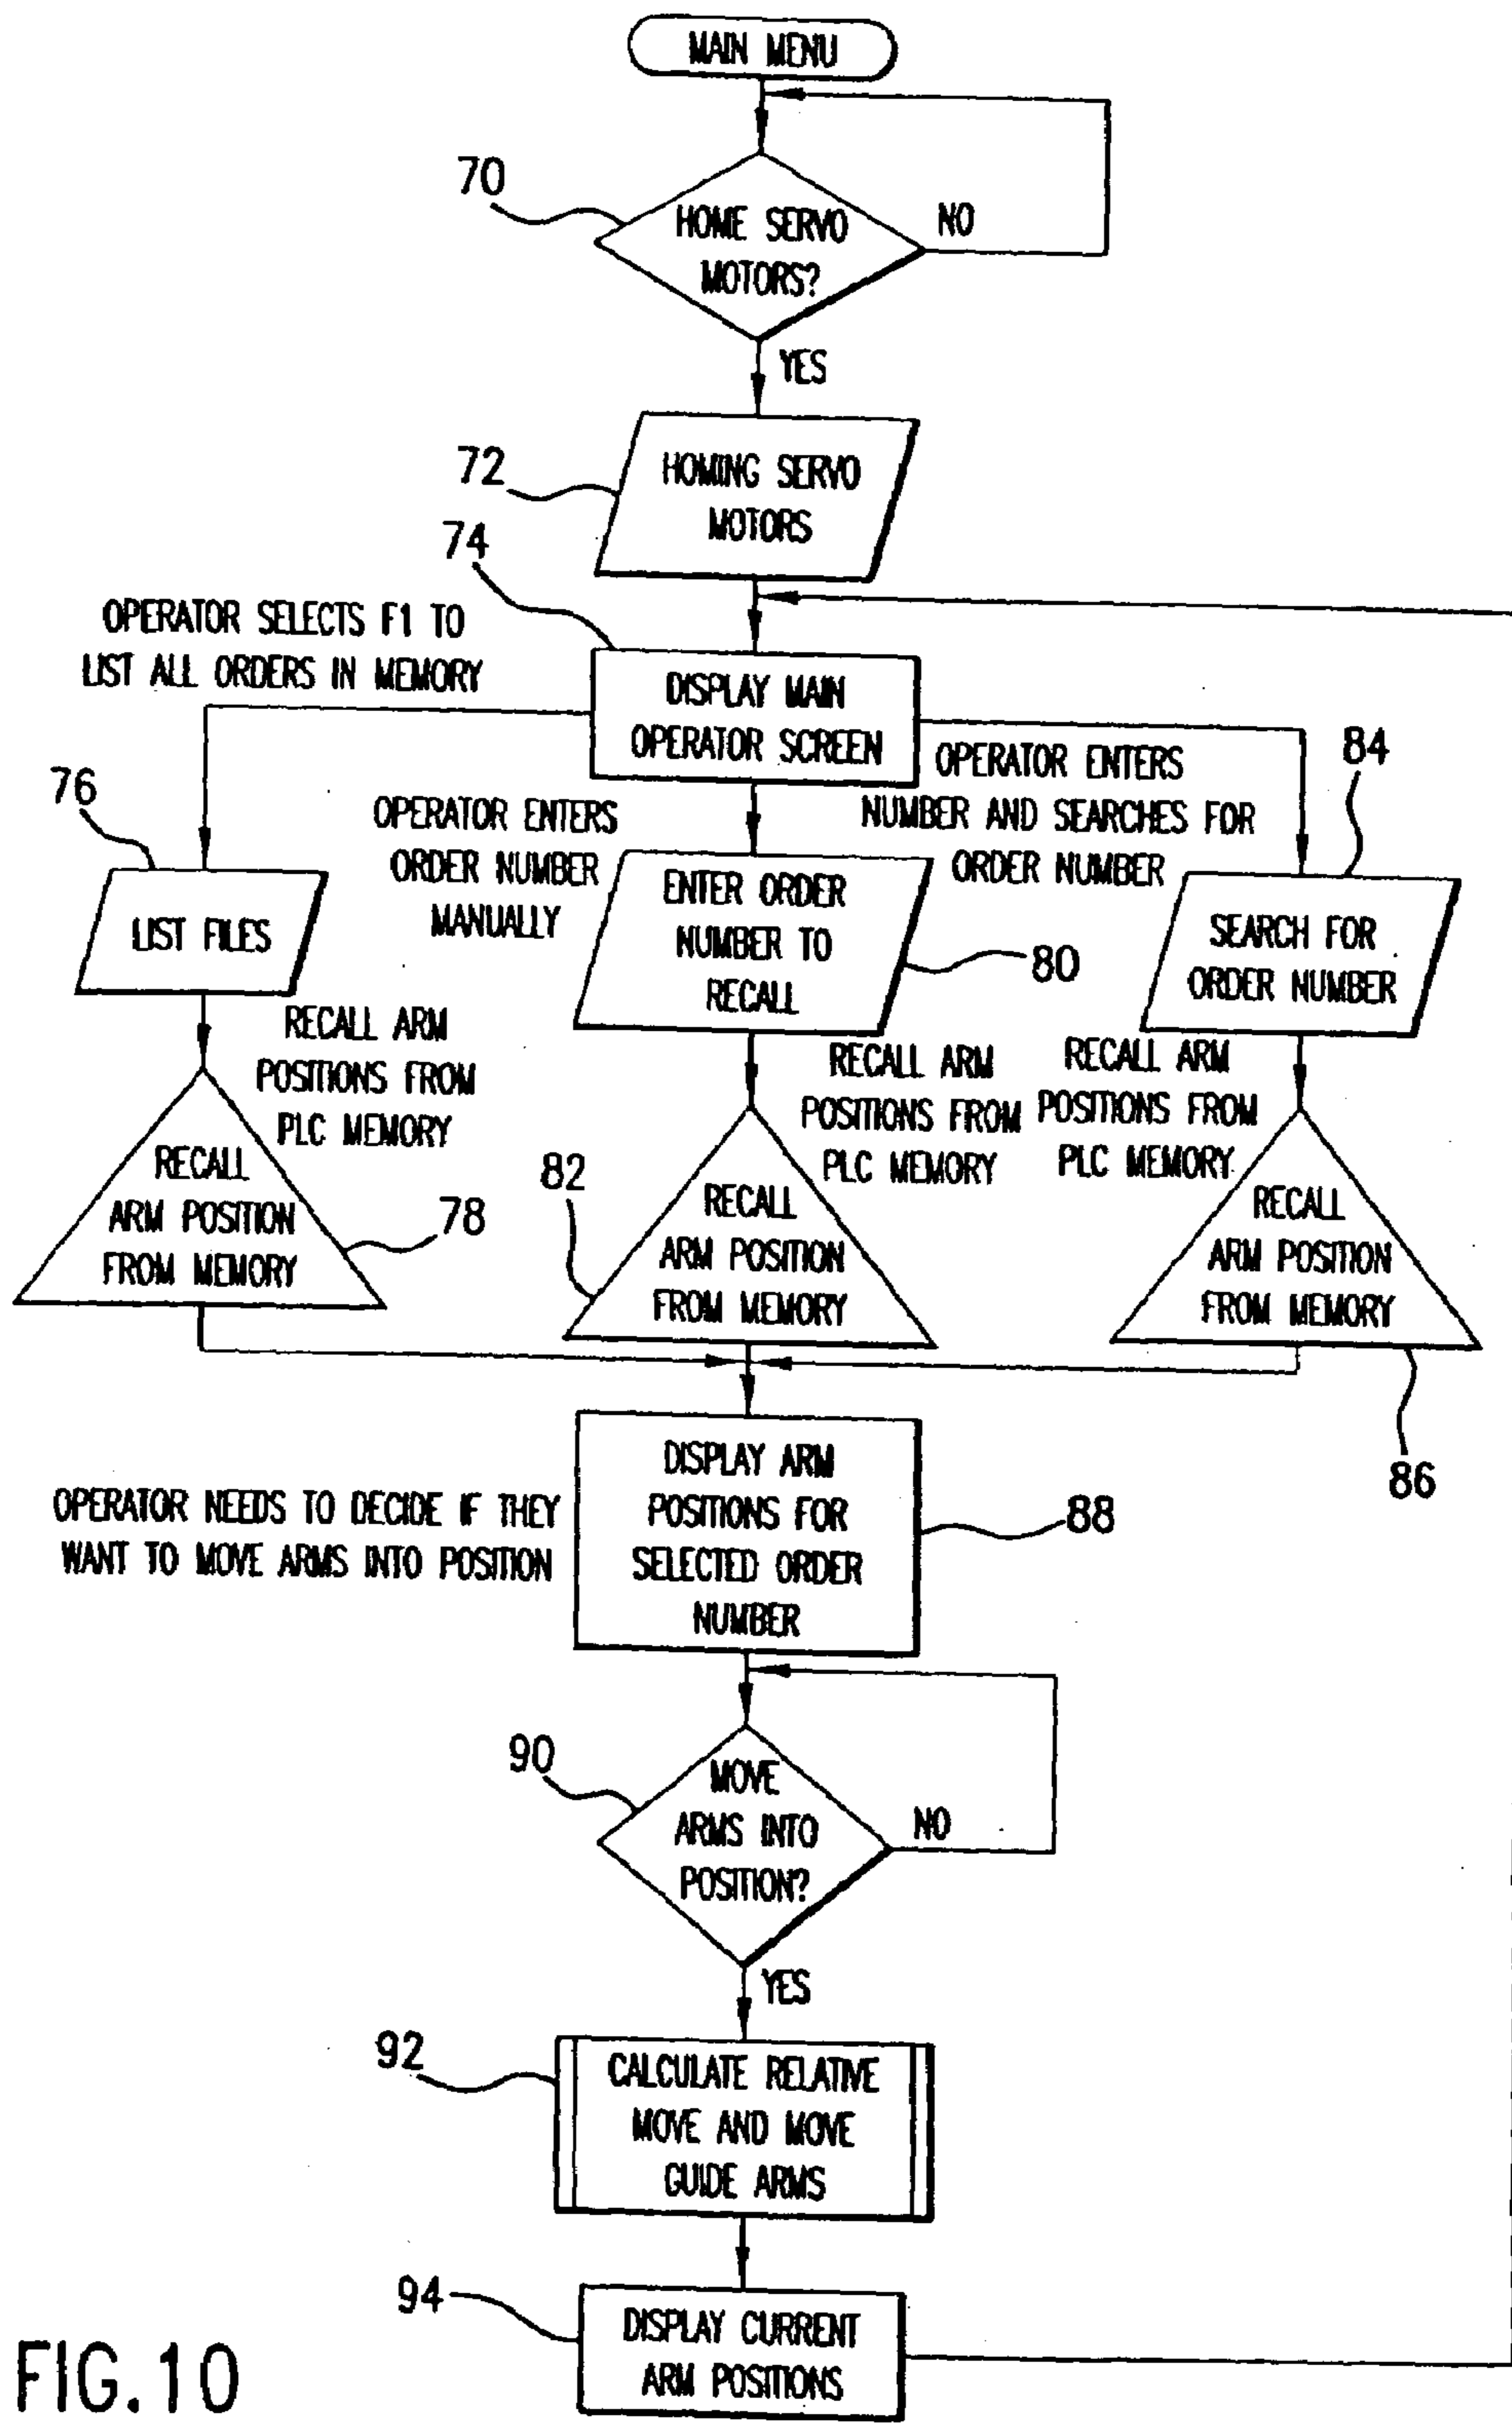 MAIN MENU
70
HOME SERVO
MOTORS?
NO
YES
72
HOMING SERVO
MOTORS
74
OPERATOR SELECTS F1 TO
LIST ALL ORDERS IN MEMORY
DISPLAY MAIN
OPERATOR SCREEN
76
OPERATOR ENTERS
ORDER NUMBER
MANUALLY
OPERATOR ENTERS
NUMBER AND SEARCHES FOR
ORDER NUMBER
84
LIST FILES
ENTER ORDER
NUMBER TO
RECALL
80
SEARCH FOR
ORDER NUMBER
RECALL ARM
POSITIONS FROM
PLC MEMORY
RECALL ARM
POSITIONS FROM
PLC MEMORY
RECALL ARM
POSITIONS FROM
PLC MEMORY
RECALL
ARM POSITION
FROM MEMORY
78
82
RECALL
ARM POSITION
FROM MEMORY
RECALL
ARM POSITION
FROM MEMORY
86
OPERATOR NEEDS TO DECIDE IF THEY
WANT TO MOVE ARMS INTO POSITION
DISPLAY ARM
POSITIONS FOR
SELECTED ORDER
NUMBER
88
90
MOVE
ARMS INTO
POSITION?
NO
YES
92
CALCULATE RELATIVE
MOVE AND MOVE
GUIDE ARMS
94
DISPLAY CURRENT
ARM POSITIONS
FIG.10